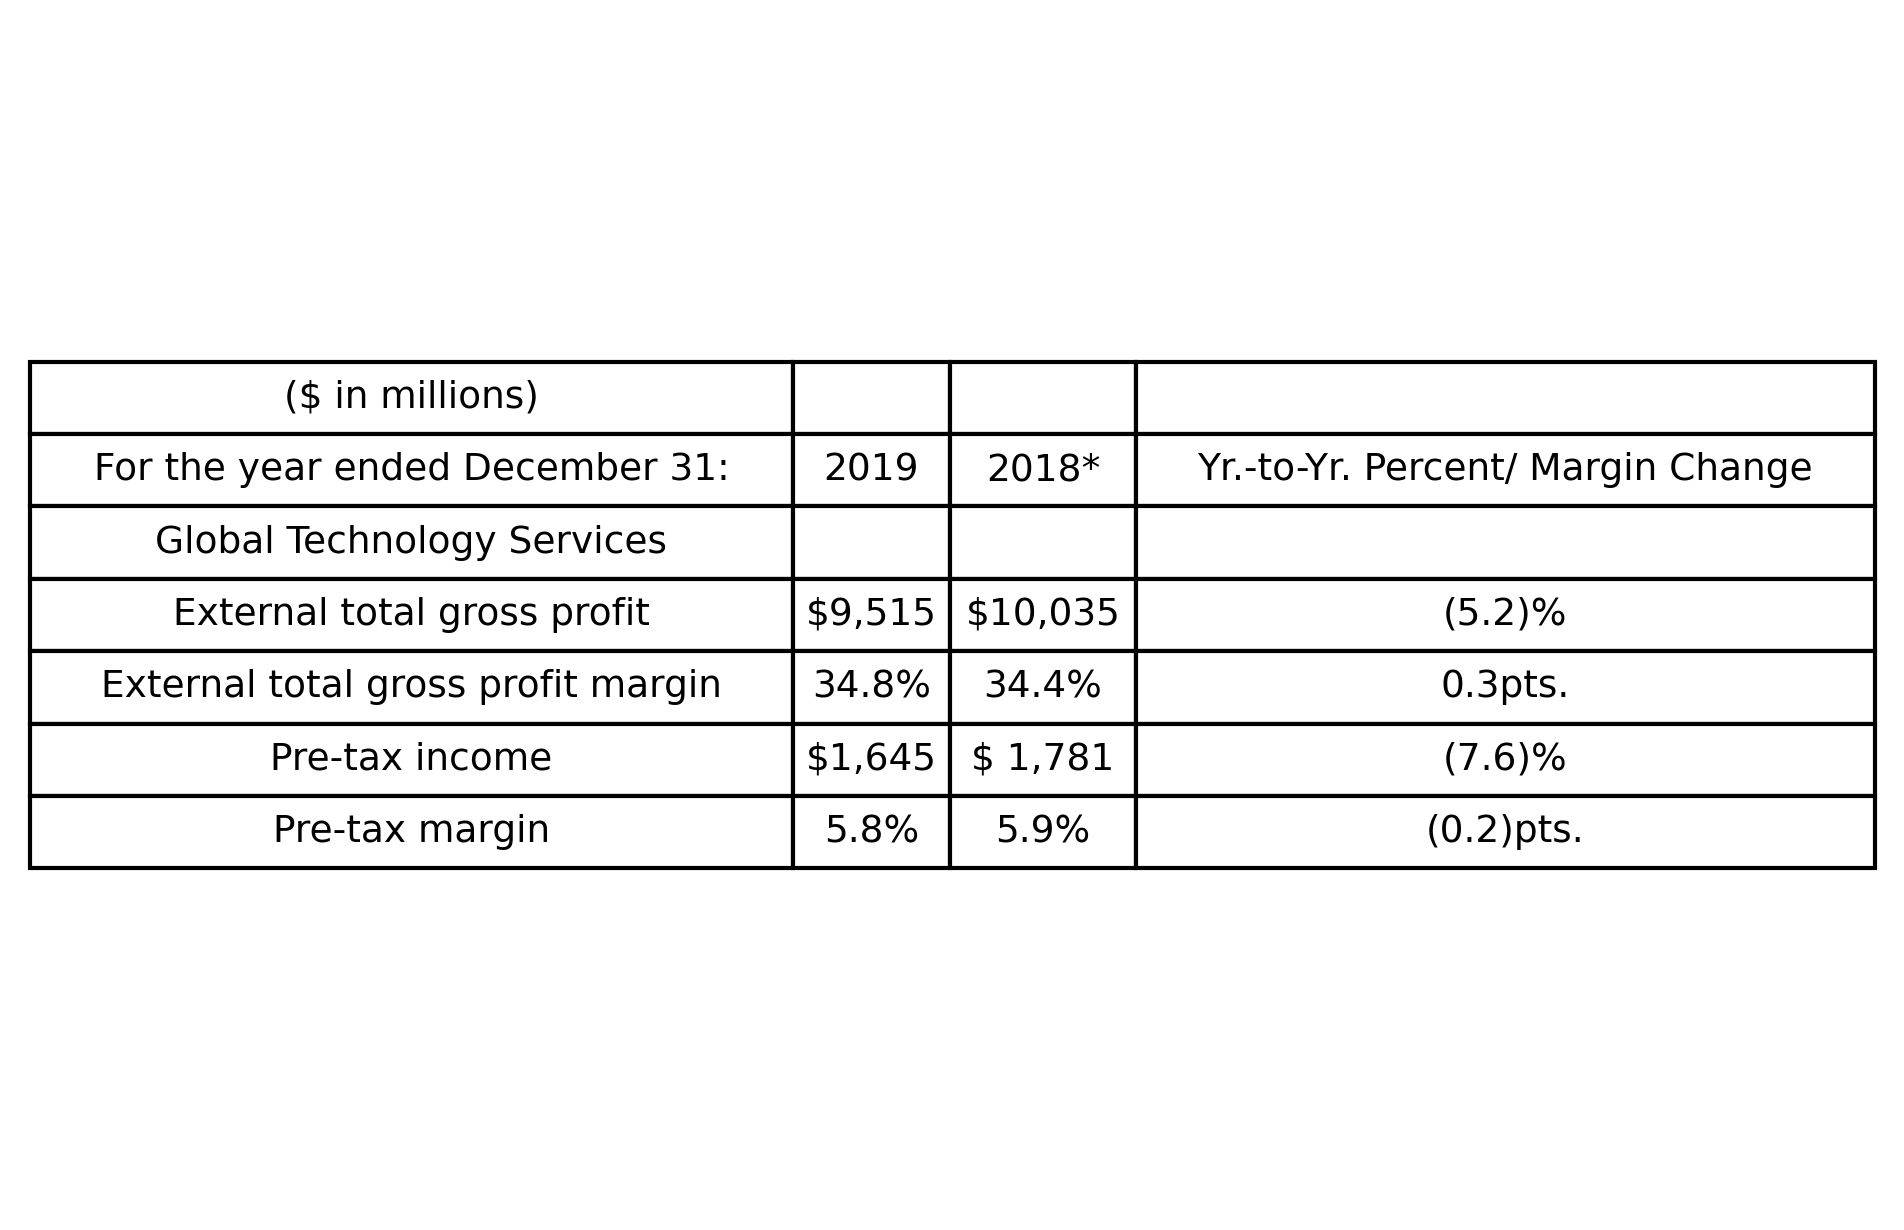 ($ in millions)
For the year ended December 31: 2019 2018* Yr.-to-Yr. Percent/ Margin Change
Global Technology Services
External total gross profit $9,515 $10,035 (5.2)%
External total gross profit margin 34.8% 34.4% 0.3pts.
Pre-tax income $1,645 $ 1,781 (7.6)%
Pre-tax margin 5.8% 5.9% (0.2)pts.